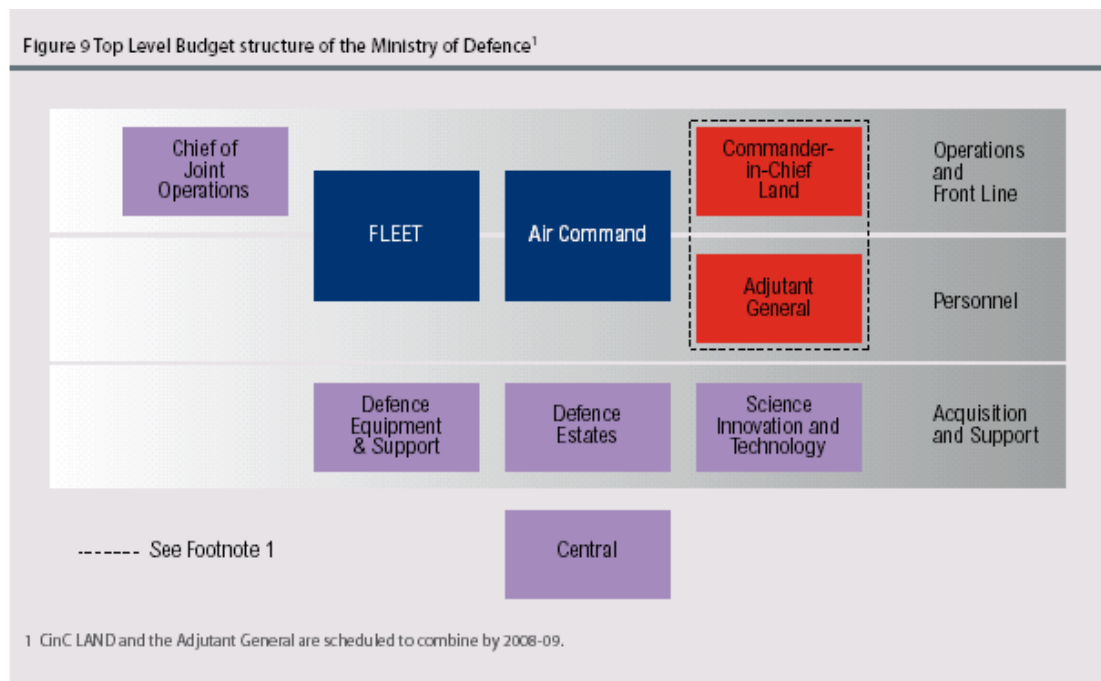 Figure 9 Top Level Budget structure of the Ministry of Defence1
Chief of
Joint
Operations
FLEET
Air Command
Commander-
in-Chief
Land
Operations
and
Front Line
Adjutant
General
Personnel
Defence
Equipment
& Support
Defence
Estates
Science
Innovation and
Technology
Acquisition
and Support
See Footnote 1
Central
1 CinC LAND and the Adjutant General are scheduled to combine by 2008-09.